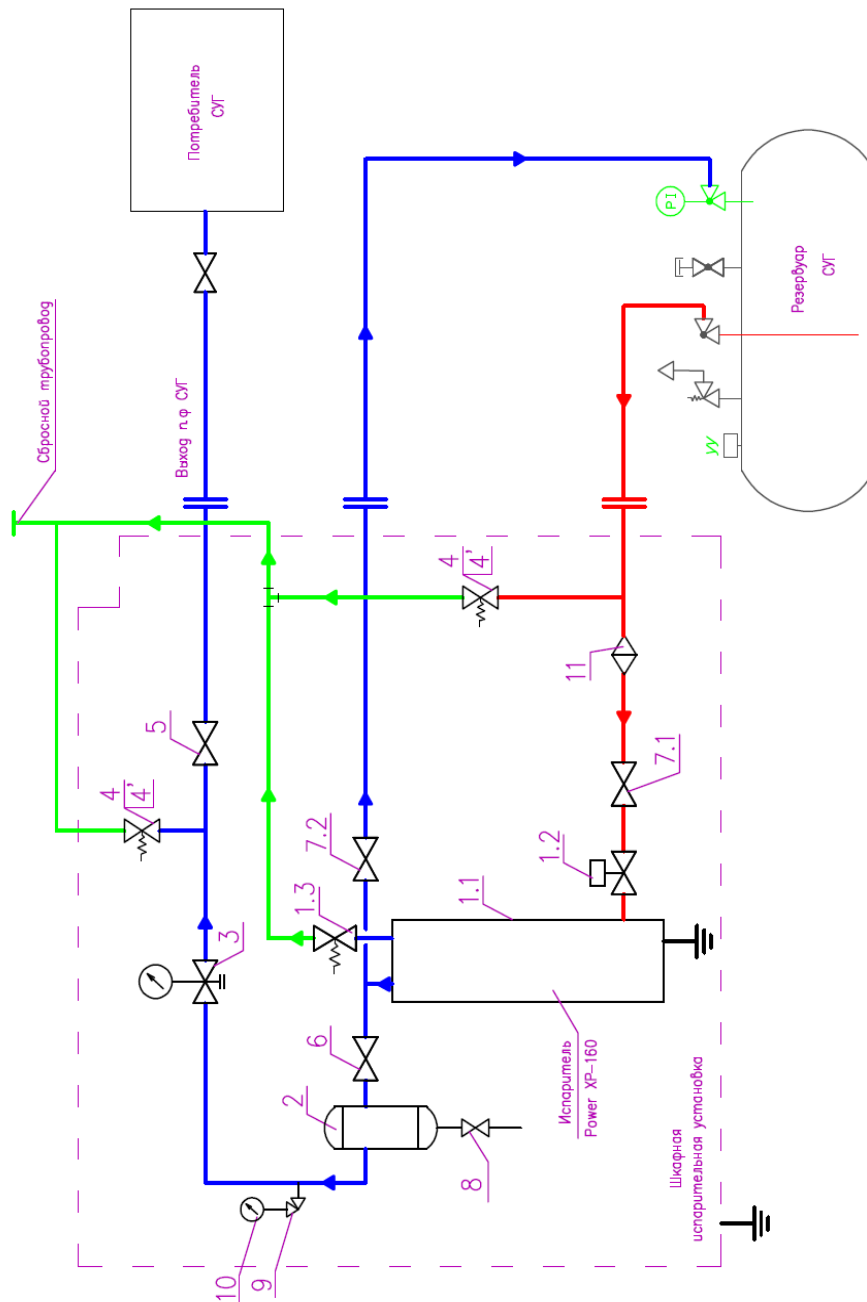 Сбросной трубопровод
Потребитель
СУГ
Выход п.ф СУГ
4
4'
5
3
10
9
2
6
8
1.3
7.2
1.1
Испаритель
Power XP-160
1.2
7.1
11
4
4'
Шкафная
испарительная установка
PI
УУ
Резервуар
СУГ